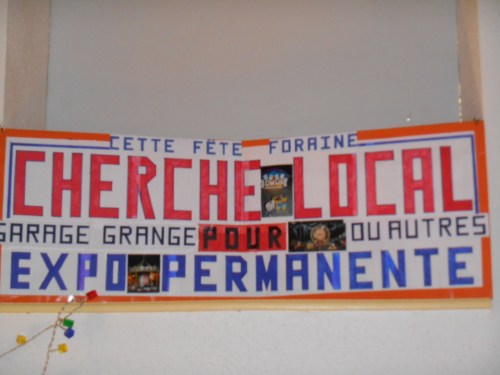 CETTE FÊTE FORAINE
CHERCHE LOCAL
GARAGE GRANGE POUR OU AUTRES
EXPO PERMANENTE